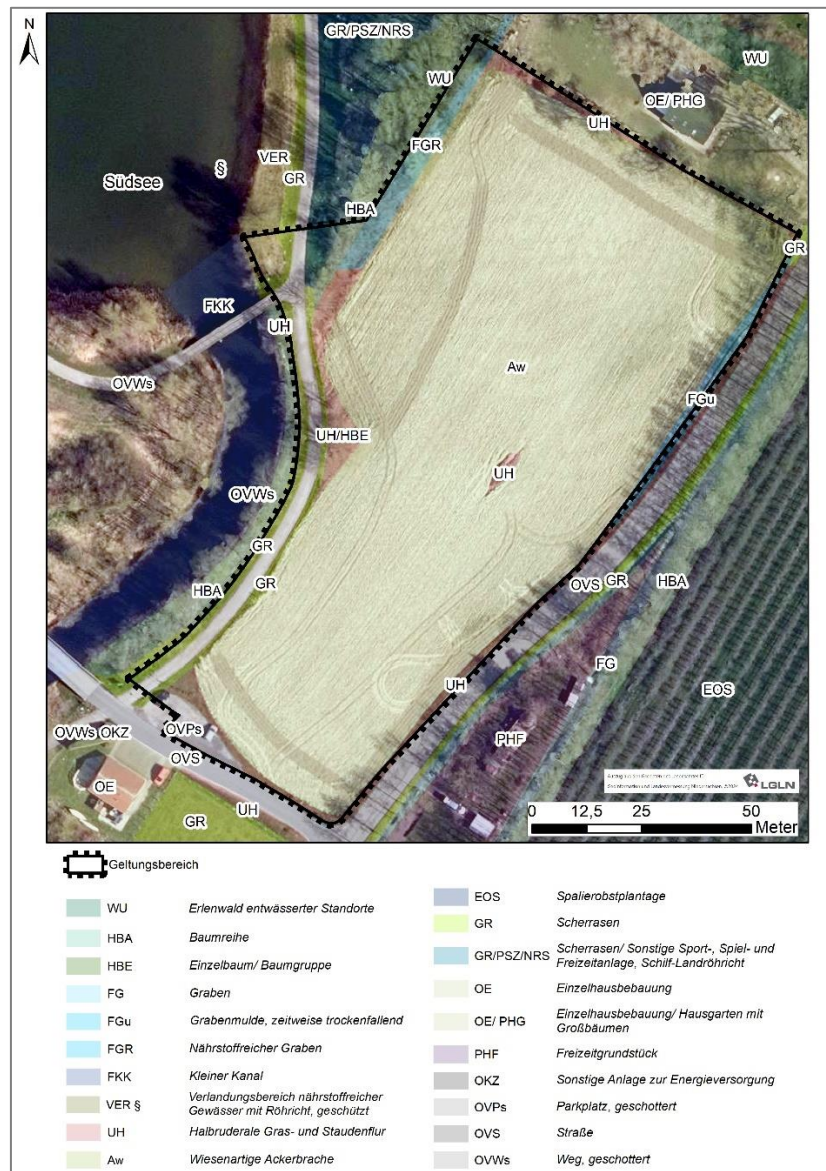 N
GR/PSZ/NRS
WU
WU
OE/ PHG
UH
FGR
VER
§
GR
Südsee
HBA
GR
FKK
UH
OVWs
Aw
FGu
UH/HBE
UH
OVWs
GR
GR
HBA
OVS
GR
HBA
FG
UH
EOS
OVPs
PHF
OVWs OKZ
OVS
OE
UH
GR
LGLN
0 12,5 25 50
Meter
Geltungsbereich
WU Erlenwald entwässerter Standorte
HBA Baumreihe
HBE Einzelbaum/ Baumgruppe
FG Graben
FGu Grabenmulde, zeitweise trockenfallend
FGR Nährstoffreicher Graben
FKK Kleiner Kanal
VER § Verlandungsbereich nährstoffreicher
Gewässer mit Röhricht, geschützt
UH Halbruderale Gras- und Staudenflur
Aw Wiesenartige Ackerbrache
EOS Spalierobstplantage
GR Scherrasen
GR/PSZ/NRS Scherrasen/ Sonstige Sport-, Spiel- und
Freizeitanlage, Schilf-Landröhricht
OE Einzelhausbebauung
OE/ PHG Einzelhausbebauung/ Hausgarten mit
Großbäumen
PHF Freizeitgrundstück
OKZ Sonstige Anlage zur Energieversorgung
OVPs Parkplatz, geschottert
OVS Straße
OVWs Weg, geschottert